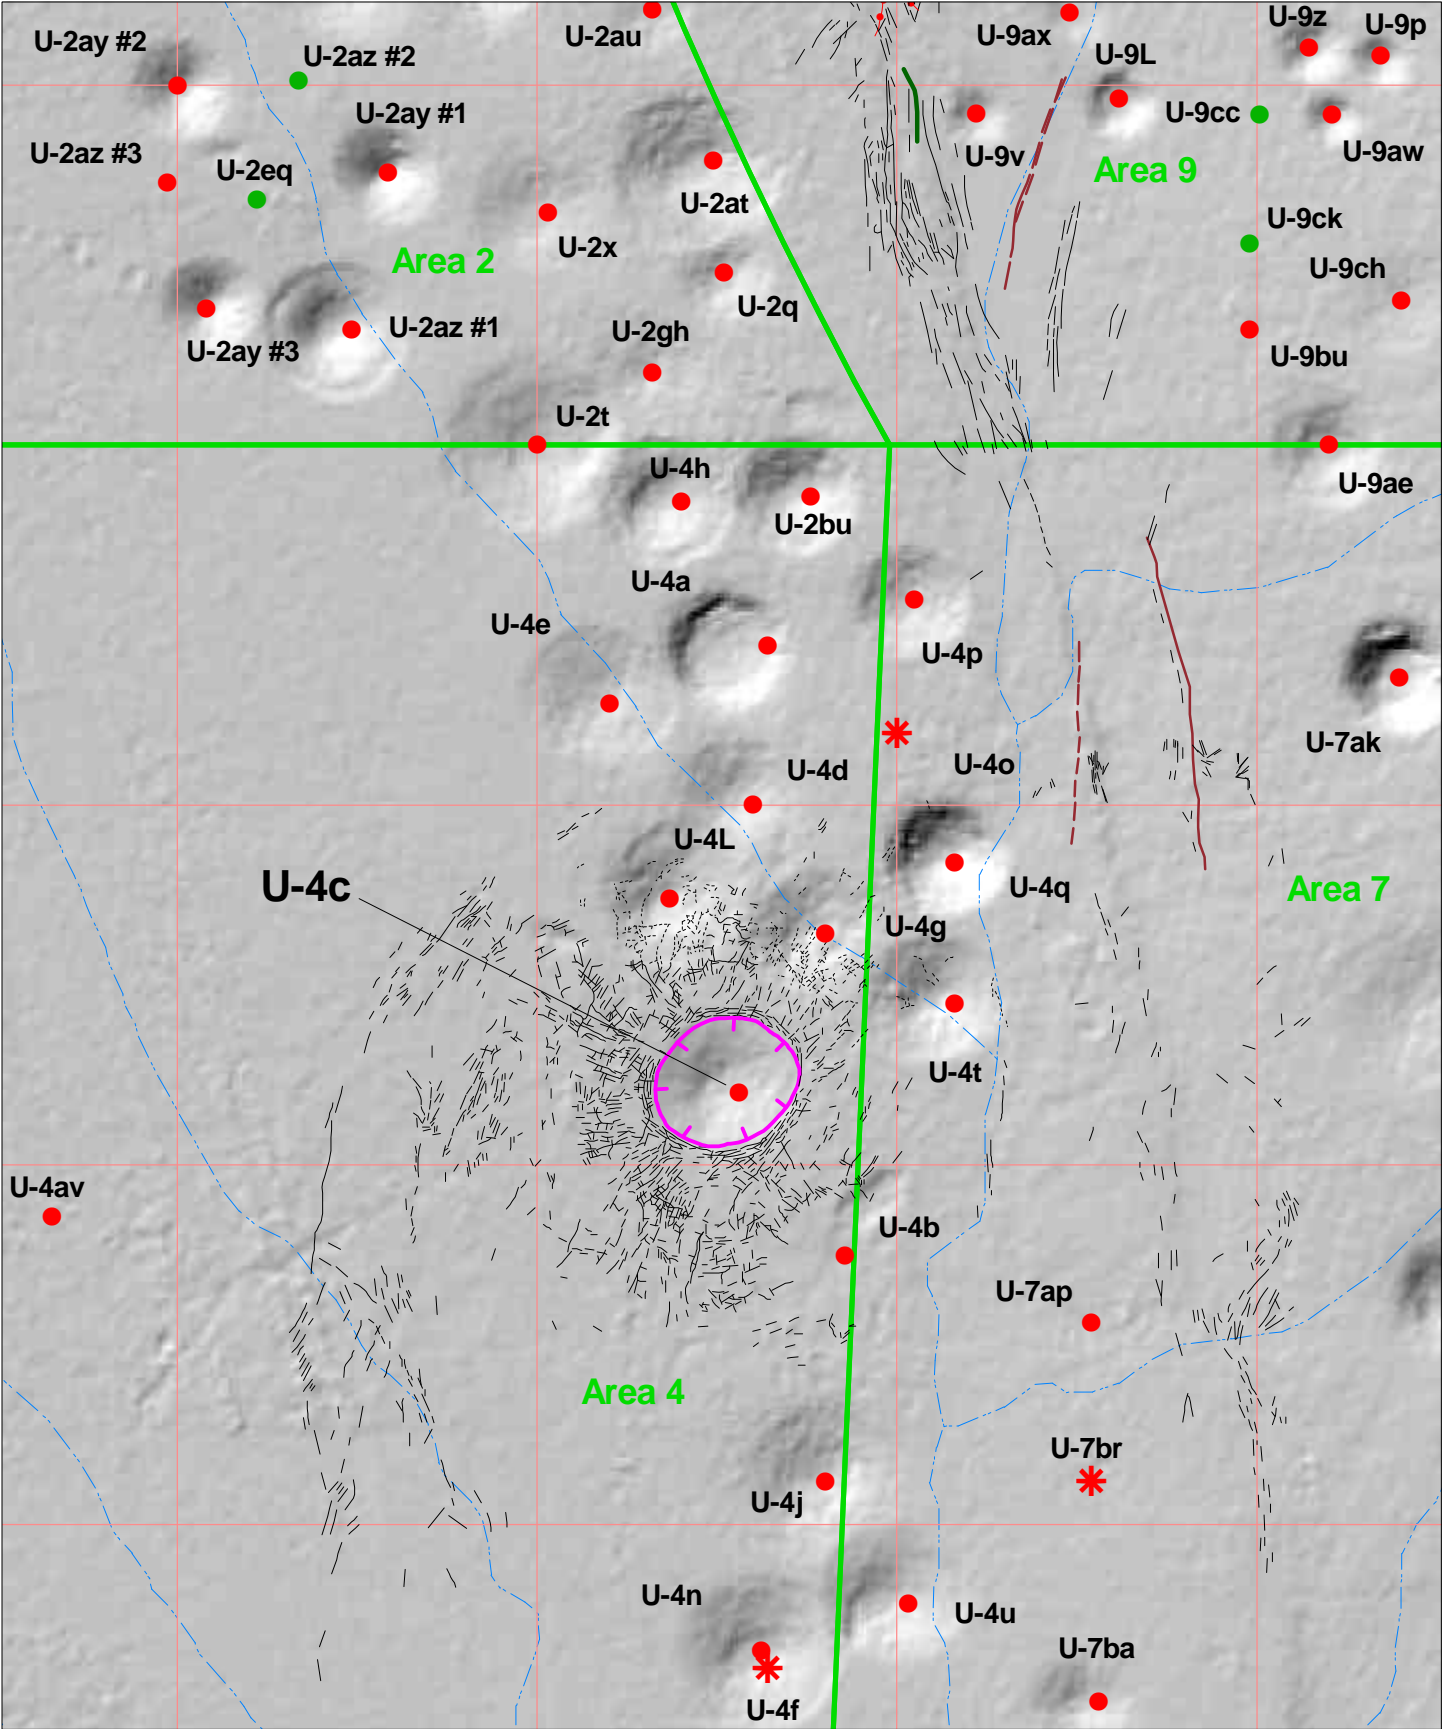 U-2au
U-9ax
U-9z
U-9p
U-2ay #2
U-2az #2
U-9L
U-2ay #1
U-9cc
U-2az #3
U-2eq
U-9v
U-9aw
Area 9
U-2at
U-2x
U-9ck
Area 2
U-9ch
U-2q
U-2az #1
U-2gh
U-2ay #3
U-9bu
U-2t
U-4h
U-9ae
U-2bu
U-4a
U-4e
U-4p
U-7ak
U-4d
U-4o
U-4L
U-4c
U-4q
Area 7
U-4g
U-4t
U-4av
U-4b
U-7ap
Area 4
U-7br
U-4j
U-4n
U-4u
U-7ba
U-4f